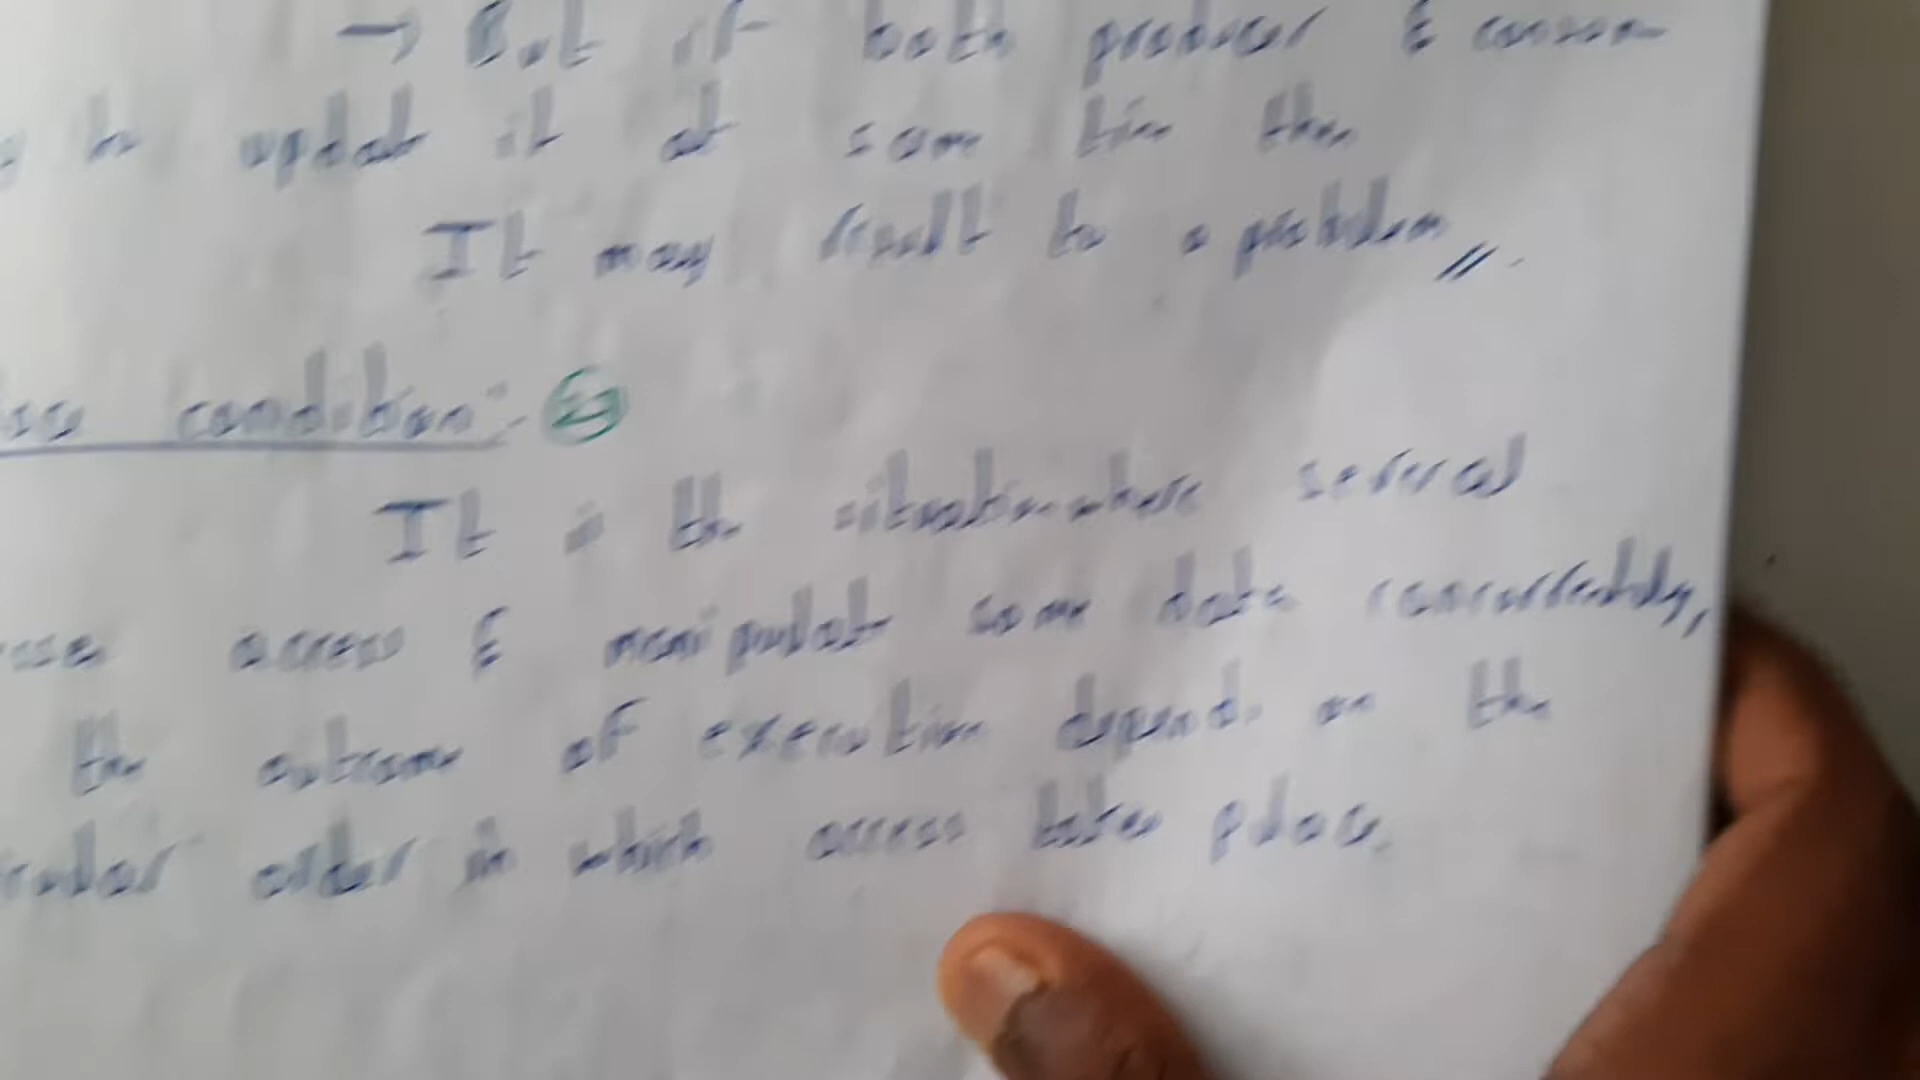 → But if both producer & consum
to update it at same time then
It may result to a problem,,.
condition:-
It is the situation where several
access & manipulate same data concurrently,
the outcome of execution depends on the
order in which access takes place.